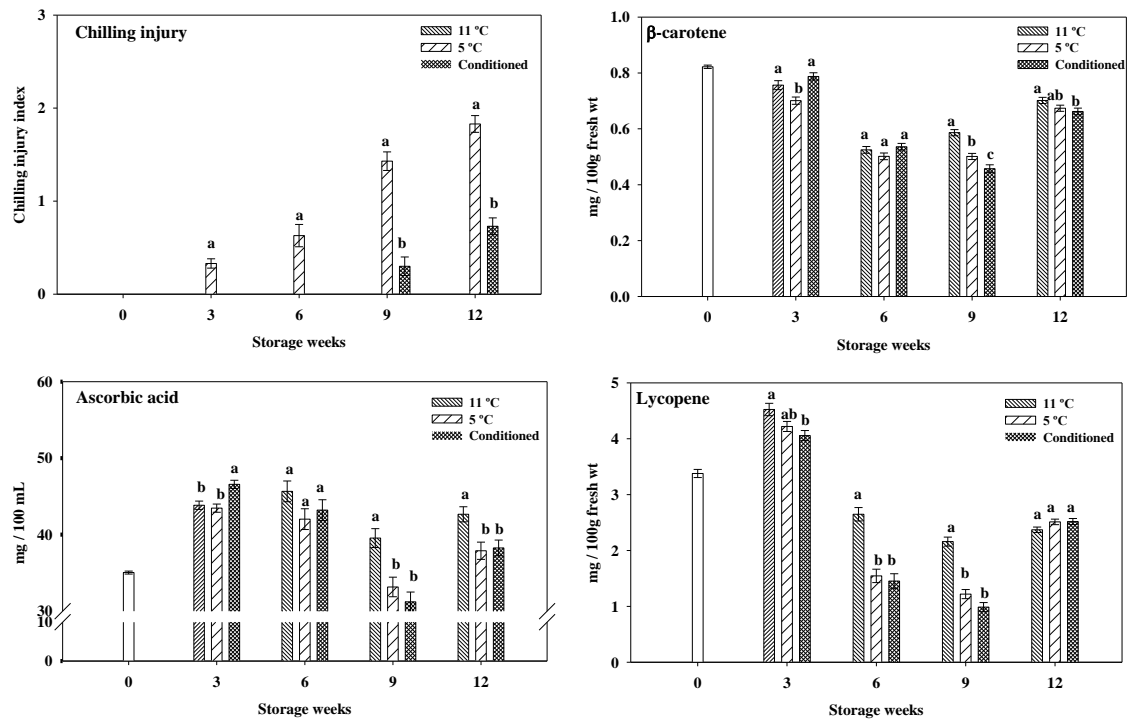 Chilling injury
11 ºC
5 ºC
Conditioned
Chilling injury index
3
2
1
0
a
a
a
b
a
b
0 3 6 9 12
Storage weeks
β-carotene
11 ºC
5 ºC
Conditioned
mg / 100g fresh wt
1.0
0.8
0.6
0.4
0.2
0.0
a b a
a a a
a b c
a ab b
0 3 6 9 12
Storage weeks
Ascorbic acid
11 ºC
5 ºC
Conditioned
mg / 100 mL
60
50
40
30
10
0
b b a
a a a
a b b
a b b
0 3 6 9 12
Storage weeks
Lycopene
11 ºC
5 ºC
Conditioned
mg / 100g fresh wt
5
4
3
2
1
0
a ab b
a b b
a b b
a a a
0 3 6 9 12
Storage weeks